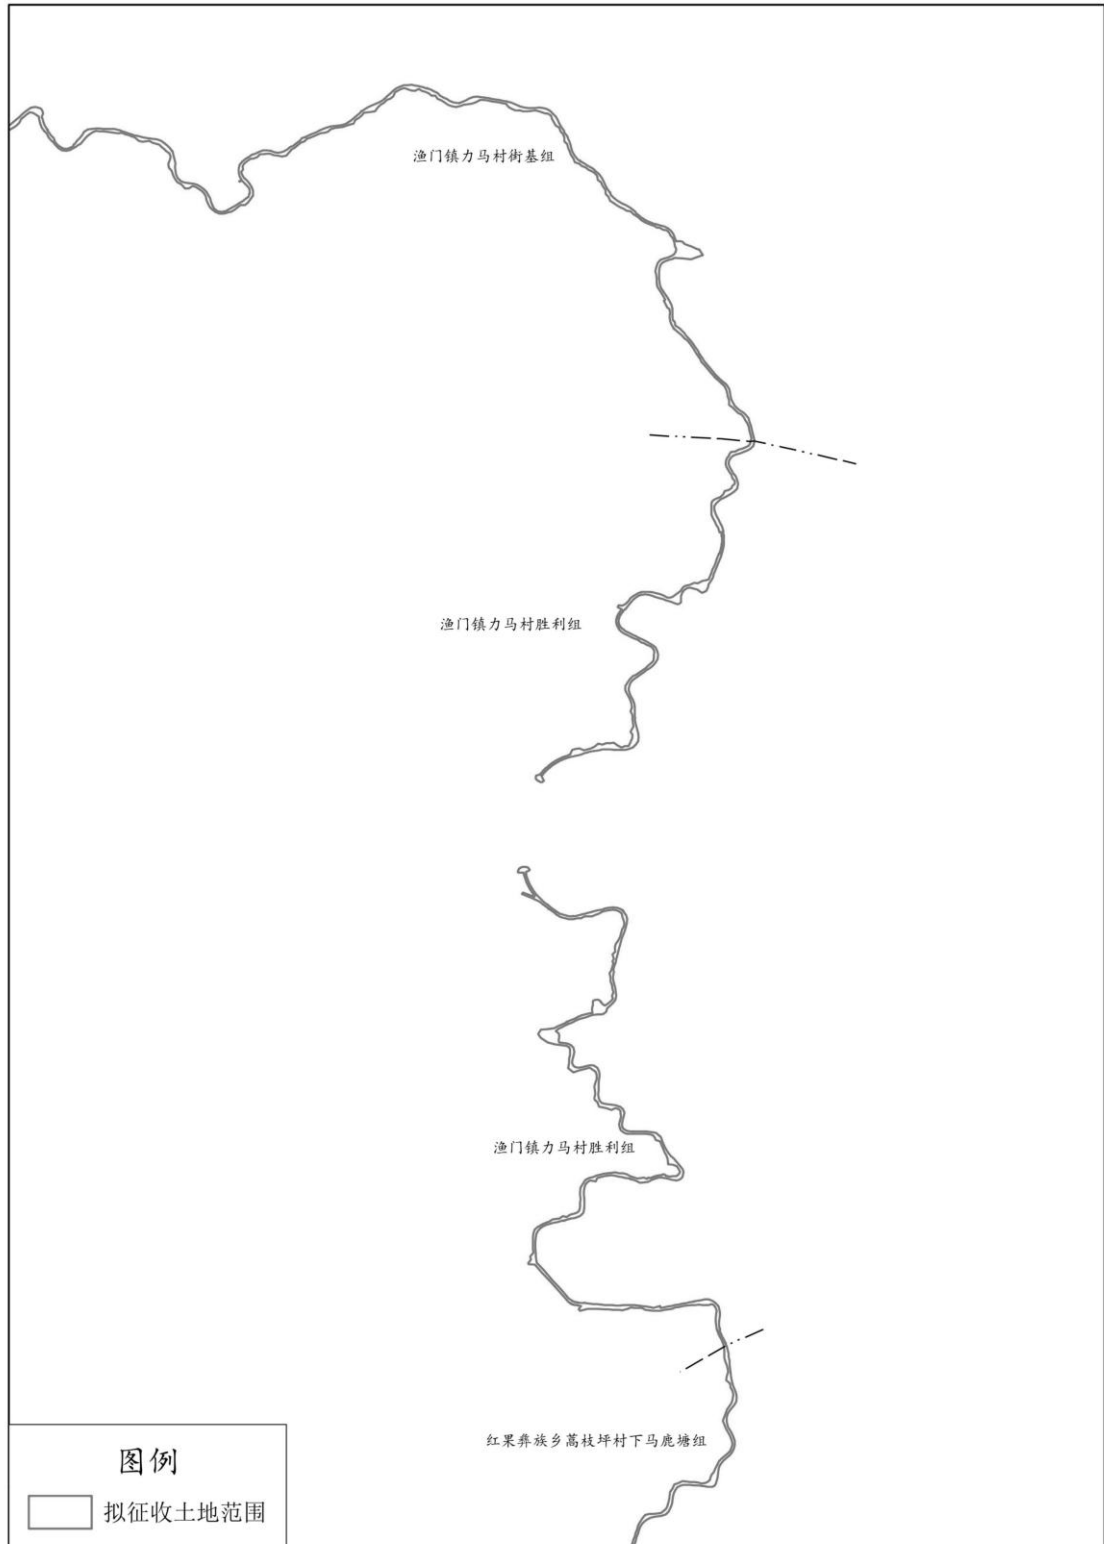 渔门镇力马村街基组
渔门镇力马村胜利组
渔门镇力马村胜利组
红果彝族乡蒿枝坪村下马鹿塘组
图例
拟征收土地范围